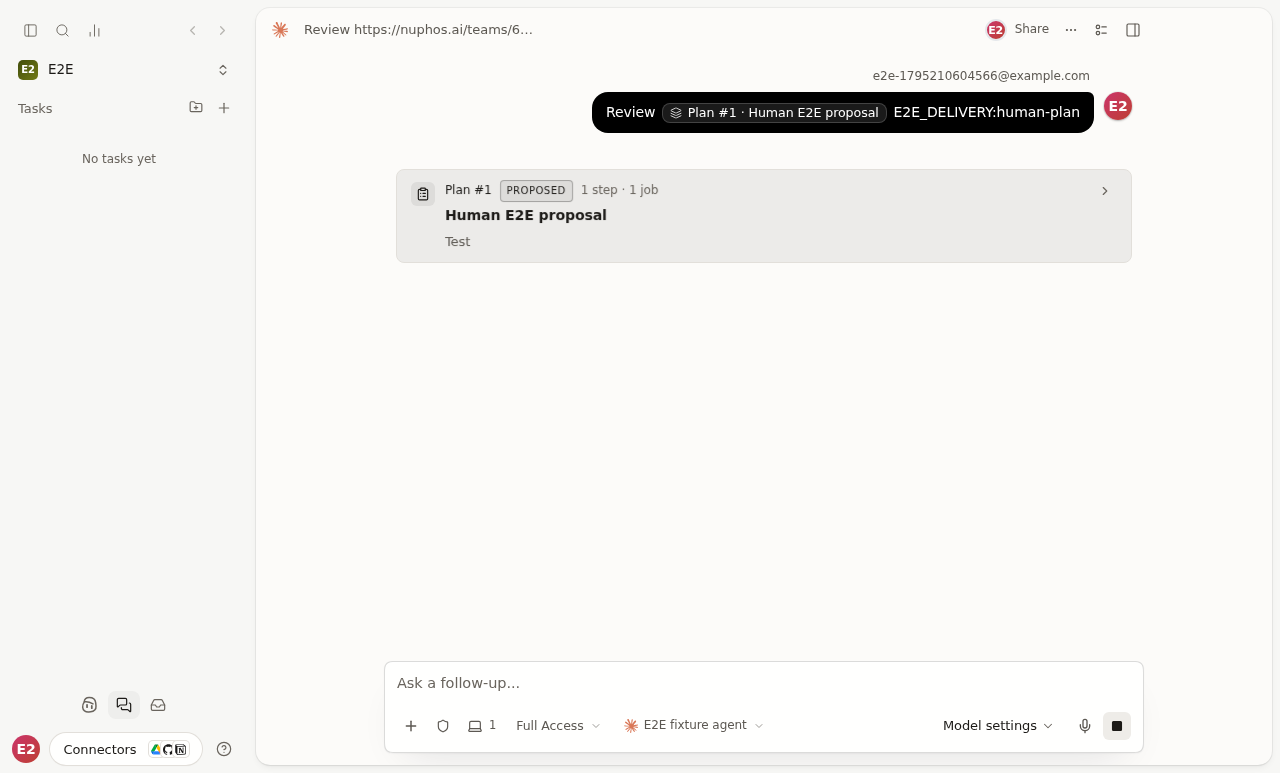 Review https://nuphos.ai/teams/6...
E2 Share
E2 E2E
Tasks
No tasks yet
e2e-1795210604566@example.com
Review Plan #1 · Human E2E proposal E2E_DELIVERY:human-plan
E2
Plan #1 PROPOSED 1 step · 1 job
Human E2E proposal
Test
Ask a follow-up...
1 Full Access E2E fixture agent Model settings
E2 Connectors